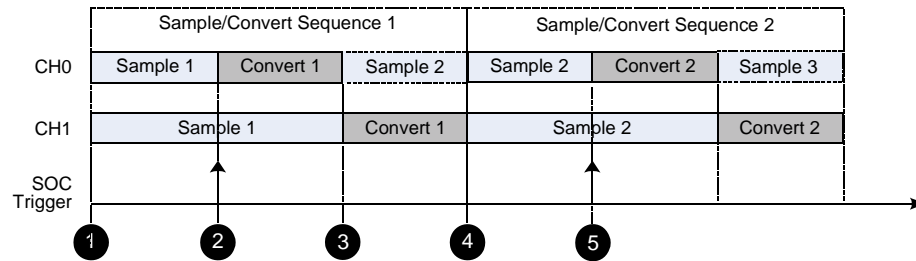 Sample/Convert Sequence 1 Sample/Convert Sequence 2
CH0 Sample 1 Convert 1 Sample 2 Sample 2 Convert 2 Sample 3
CH1 Sample 1 Convert 1 Sample 2 Convert 2
SOC
Trigger
1 2 3 4 5